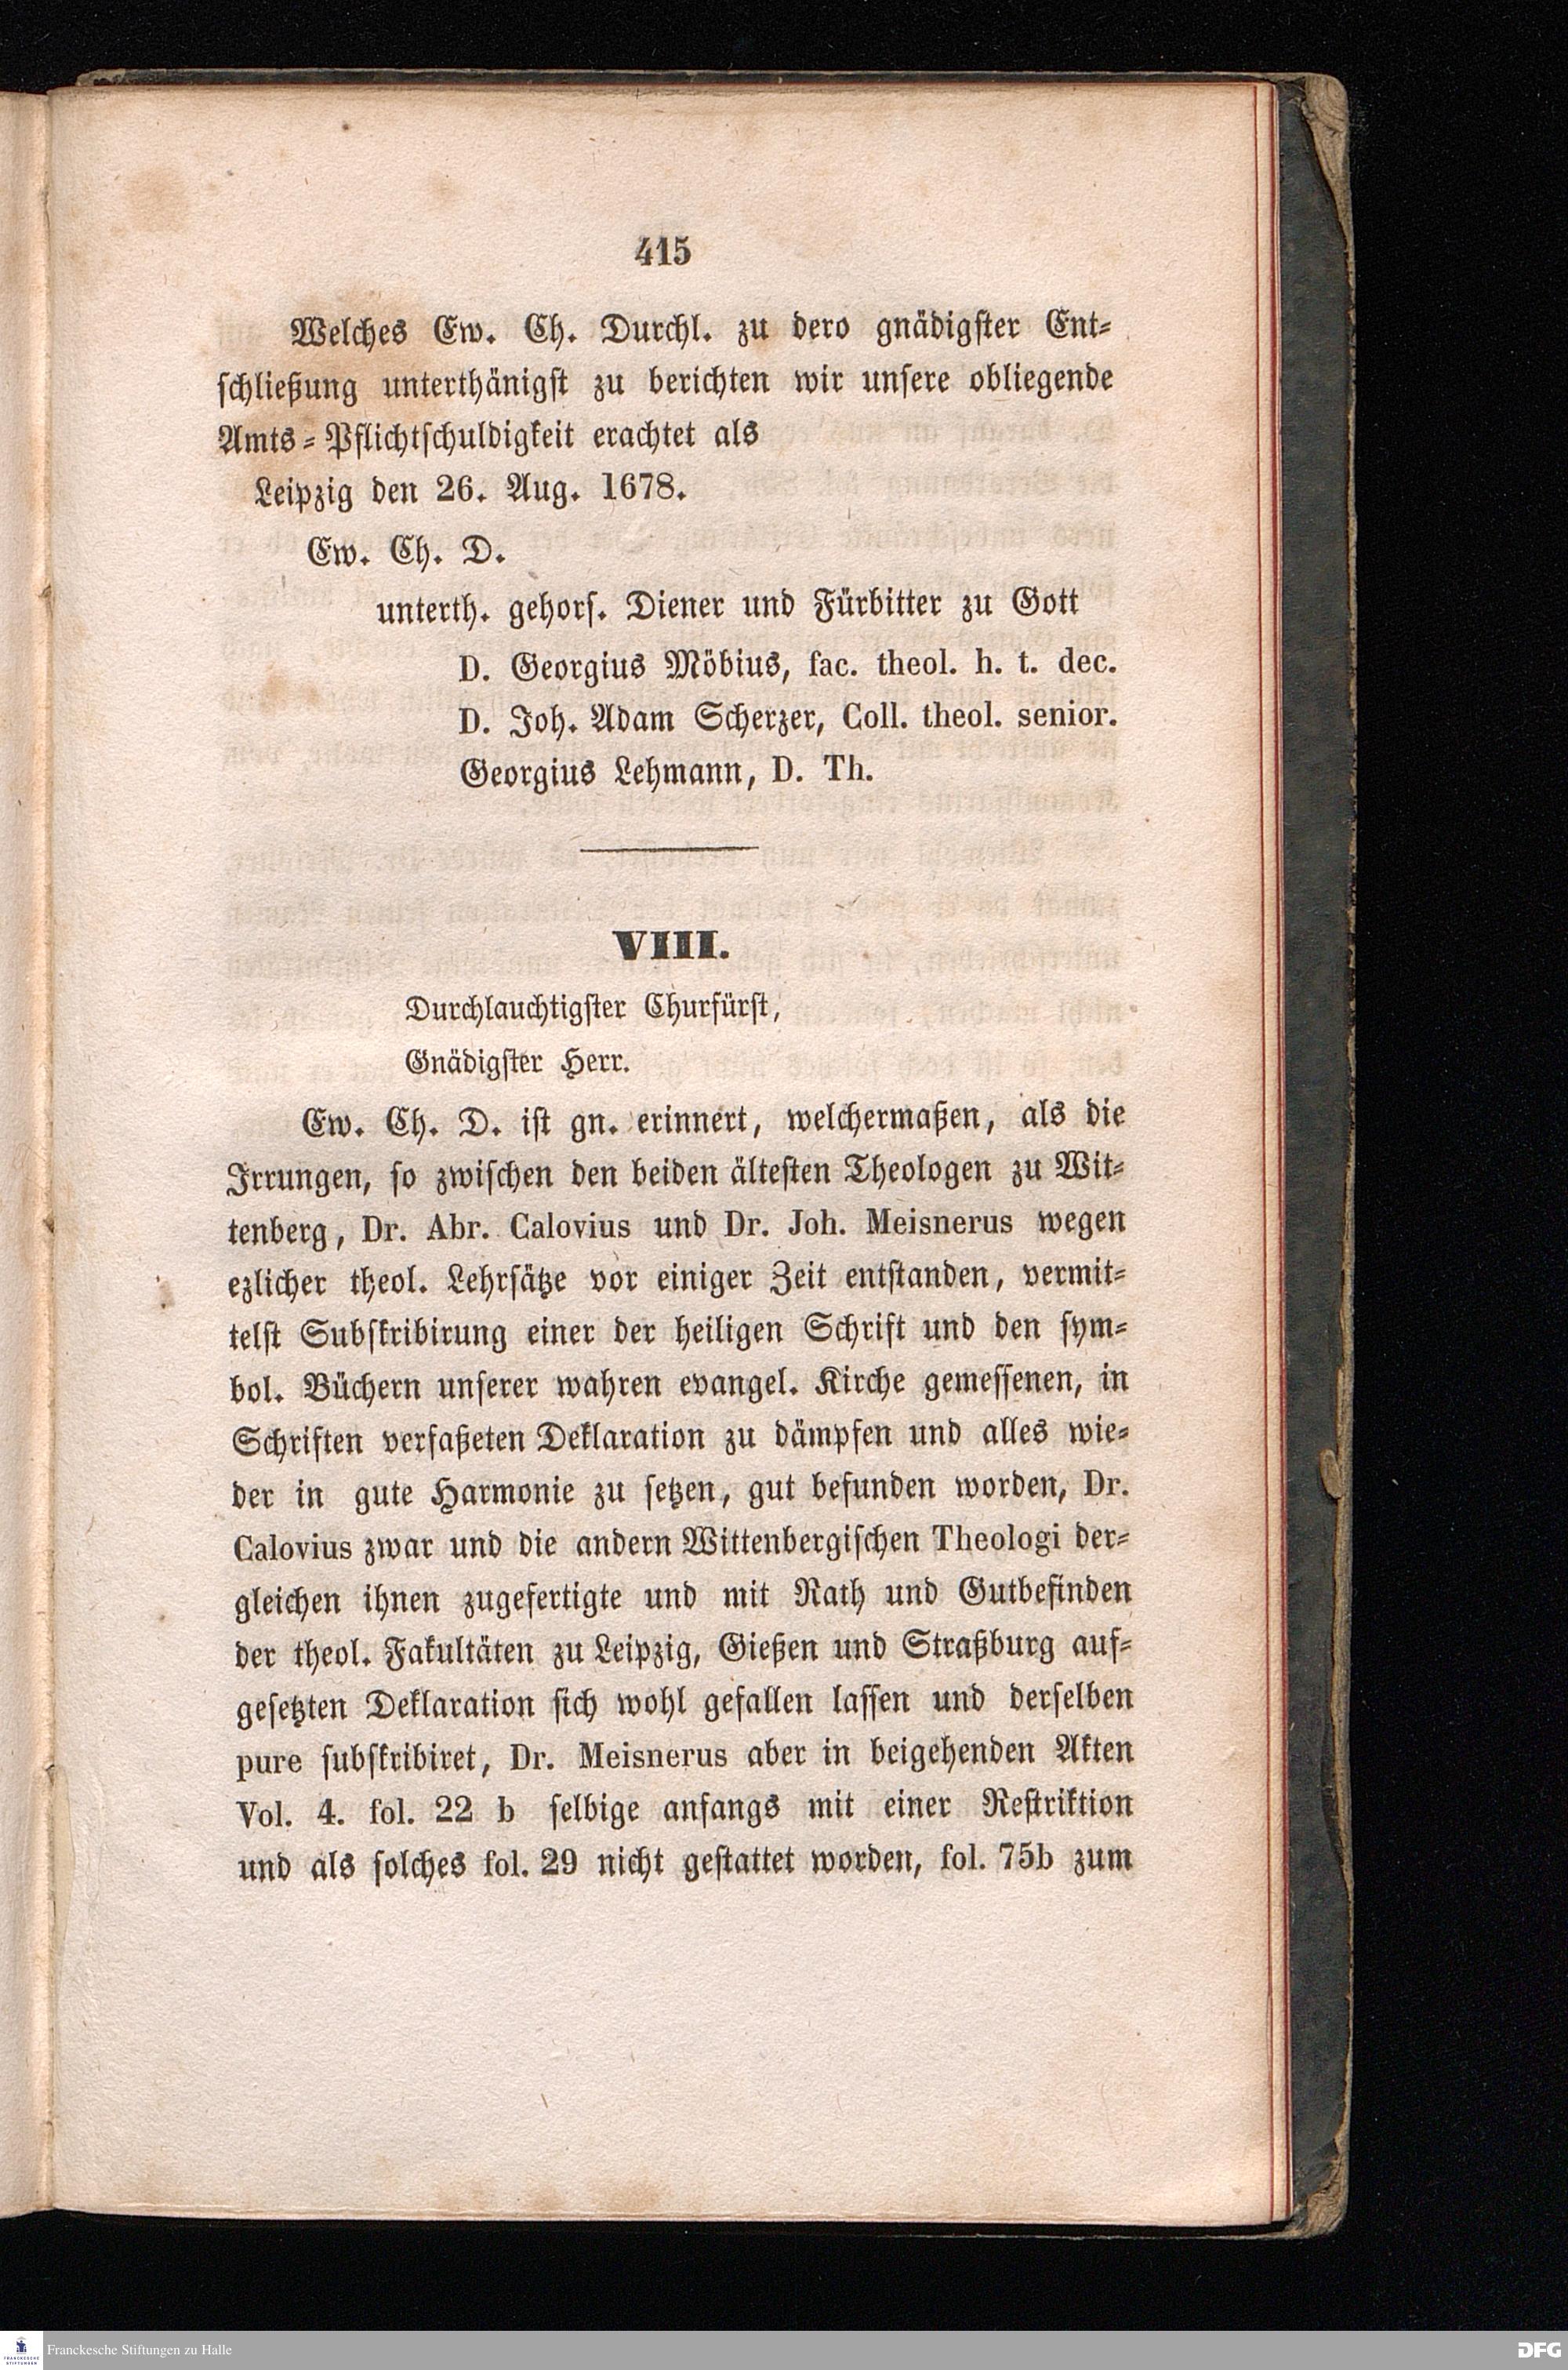 415
Welches Ew. Ch. Durchl. zu dero gnädigster Ent-
schließung unterthänigst zu berichten wir unsere obliegende
Amts-Pflichtschuldigkeit erachtet als
Leipzig den 26. Aug. 1678.
Ew. Ch. D.
unterth. gehors. Diener und Fürbitter zu Gott
D. Georgius Möbius, fac. theol. h. t. dec.
D. Joh. Adam Scherzer, Coll. theol. senior.
Georgius Lehmann, D. Th.
VIII.
Durchlauchtigster Churfürst,
Gnädigster Herr.
Ew. Ch. D. ist gn. erinnert, welchermaßen, als die
Irrungen, so zwischen den beiden ältesten Theologen zu Wit-
tenberg, Dr. Abr. Calovius und Dr. Joh. Meisnerus wegen
ezlicher theol. Lehrsätze vor einiger Zeit entstanden, vermit-
telst Subskribirung einer der heiligen Schrift und den sym-
bol. Büchern unserer wahren evangel. Kirche gemessenen, in
Schriften verfaßeten Deklaration zu dämpfen und alles wie-
der in gute Harmonie zu setzen, gut befunden worden, Dr.
Calovius zwar und die andern Wittenbergischen Theologi der-
gleichen ihnen zugefertigte und mit Rath und Gutbefinden
der theol. Fakultäten zu Leipzig, Gießen und Straßburg auf-
gesetzten Deklaration sich wohl gefallen lassen und derselben
pure subskribiret, Dr. Meisnerus aber in beigehenden Akten
Vol. 4. fol. 22 b selbige anfangs mit einer Restriktion
und als solches fol. 29 nicht gestattet worden, fol. 75b zum
FRANCKESCHE
STIFTUNGEN
Franckesche Stiftungen zu Halle
DFG